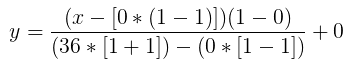 y = \frac{(x - [0 * (1 - 1)])(1 - 0)}{(36 * [1 + 1]) - (0 * [1 - 1])} + 0